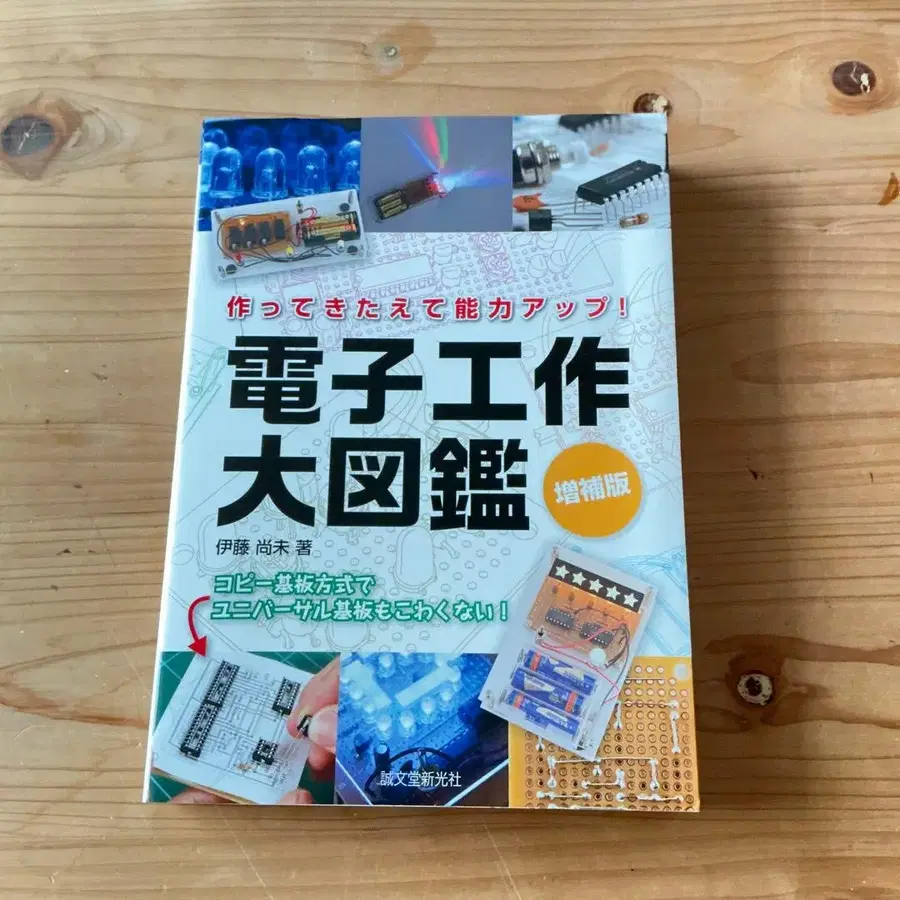 作ってきたえて能力アップ!
電子工作
大図鑑
増補版
伊藤 尚未 著
コピー基板方式で
ユニバーサル基板もこわくない!
誠文堂新光社